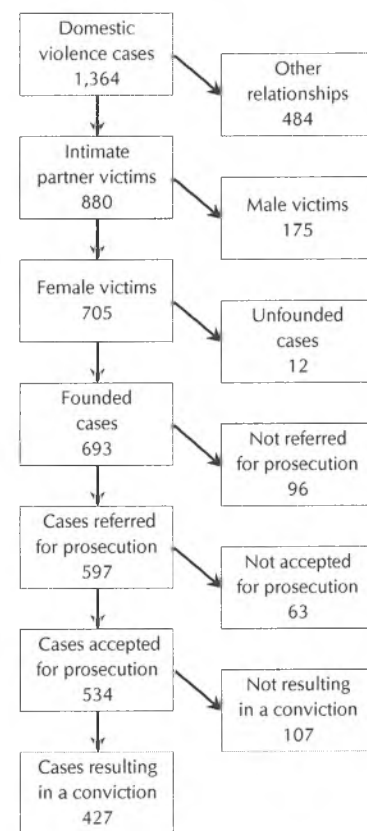 Domestic
violence cases
1,364
Other
relationships
484
Intimate
partner victims
880
Male victims
175
Female victims
705
Unfounded
cases
12
Founded
cases
693
Not referred
for prosecution
96
Cases referred
for prosecution
597
Not accepted
for prosecution
63
Cases accepted
for prosecution
534
Not resulting
in a conviction
107
Cases resulting
in a conviction
427